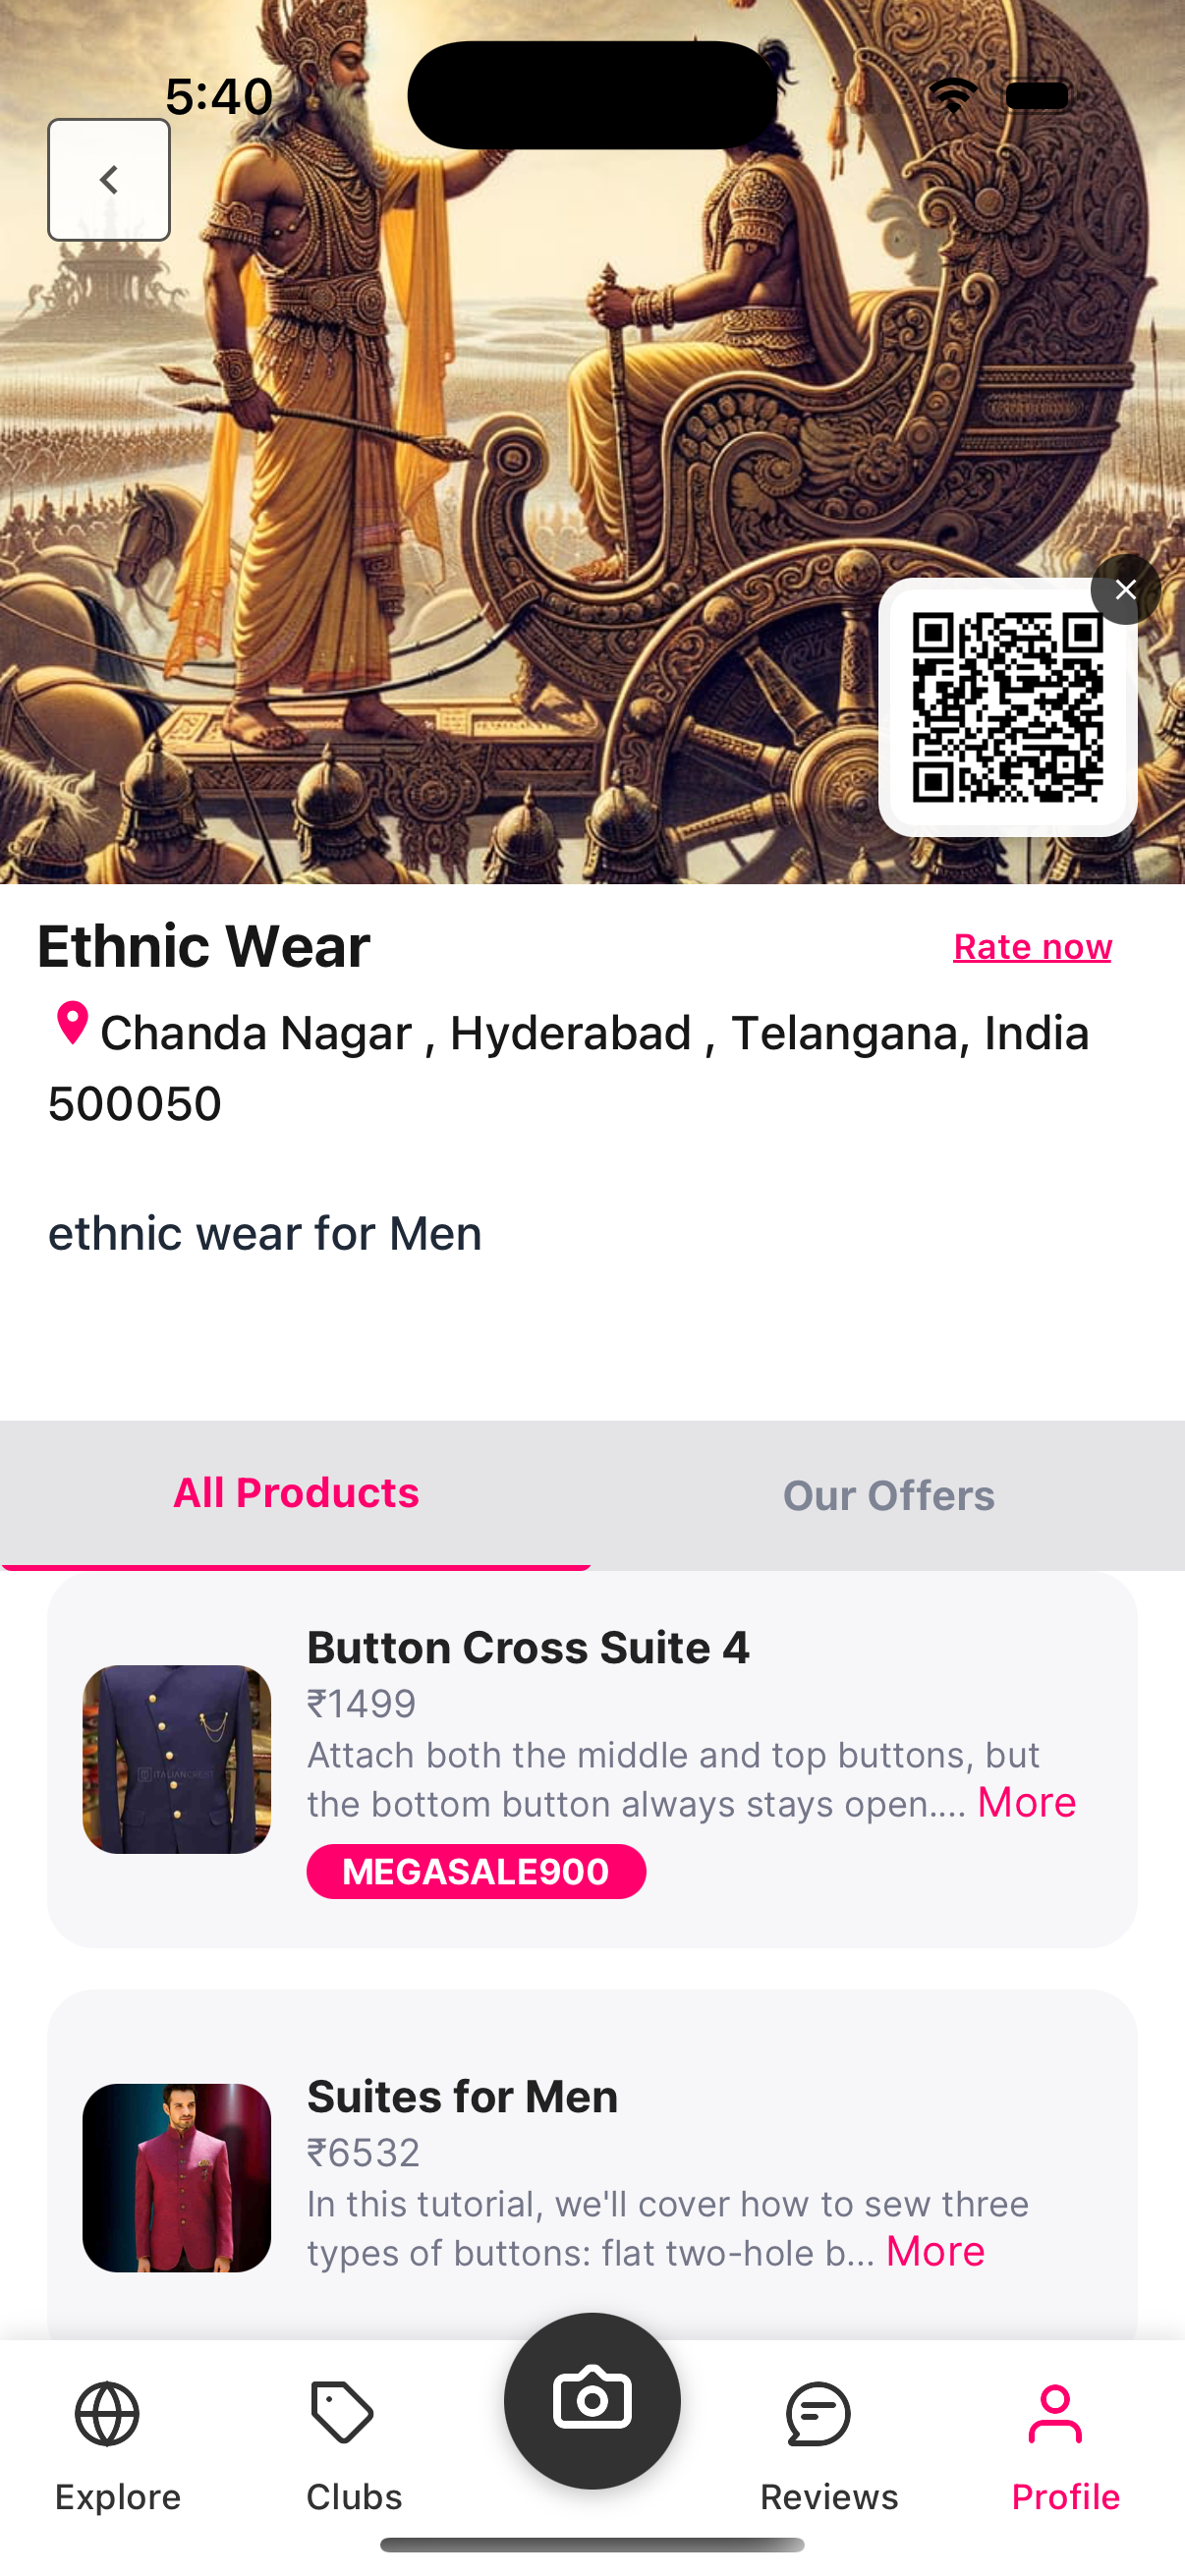 5:40
Ethnic Wear
Rate now
Chanda Nagar , Hyderabad , Telangana, India
500050
ethnic wear for Men
All Products
Our Offers
Button Cross Suite 4
₹1499
Attach both the middle and top buttons, but
the bottom button always stays open.... More
MEGASALE900
ITALIAN CREST
Suites for Men
₹6532
In this tutorial, we'll cover how to sew three
types of buttons: flat two-hole b... More
Explore
Clubs
Reviews
Profile